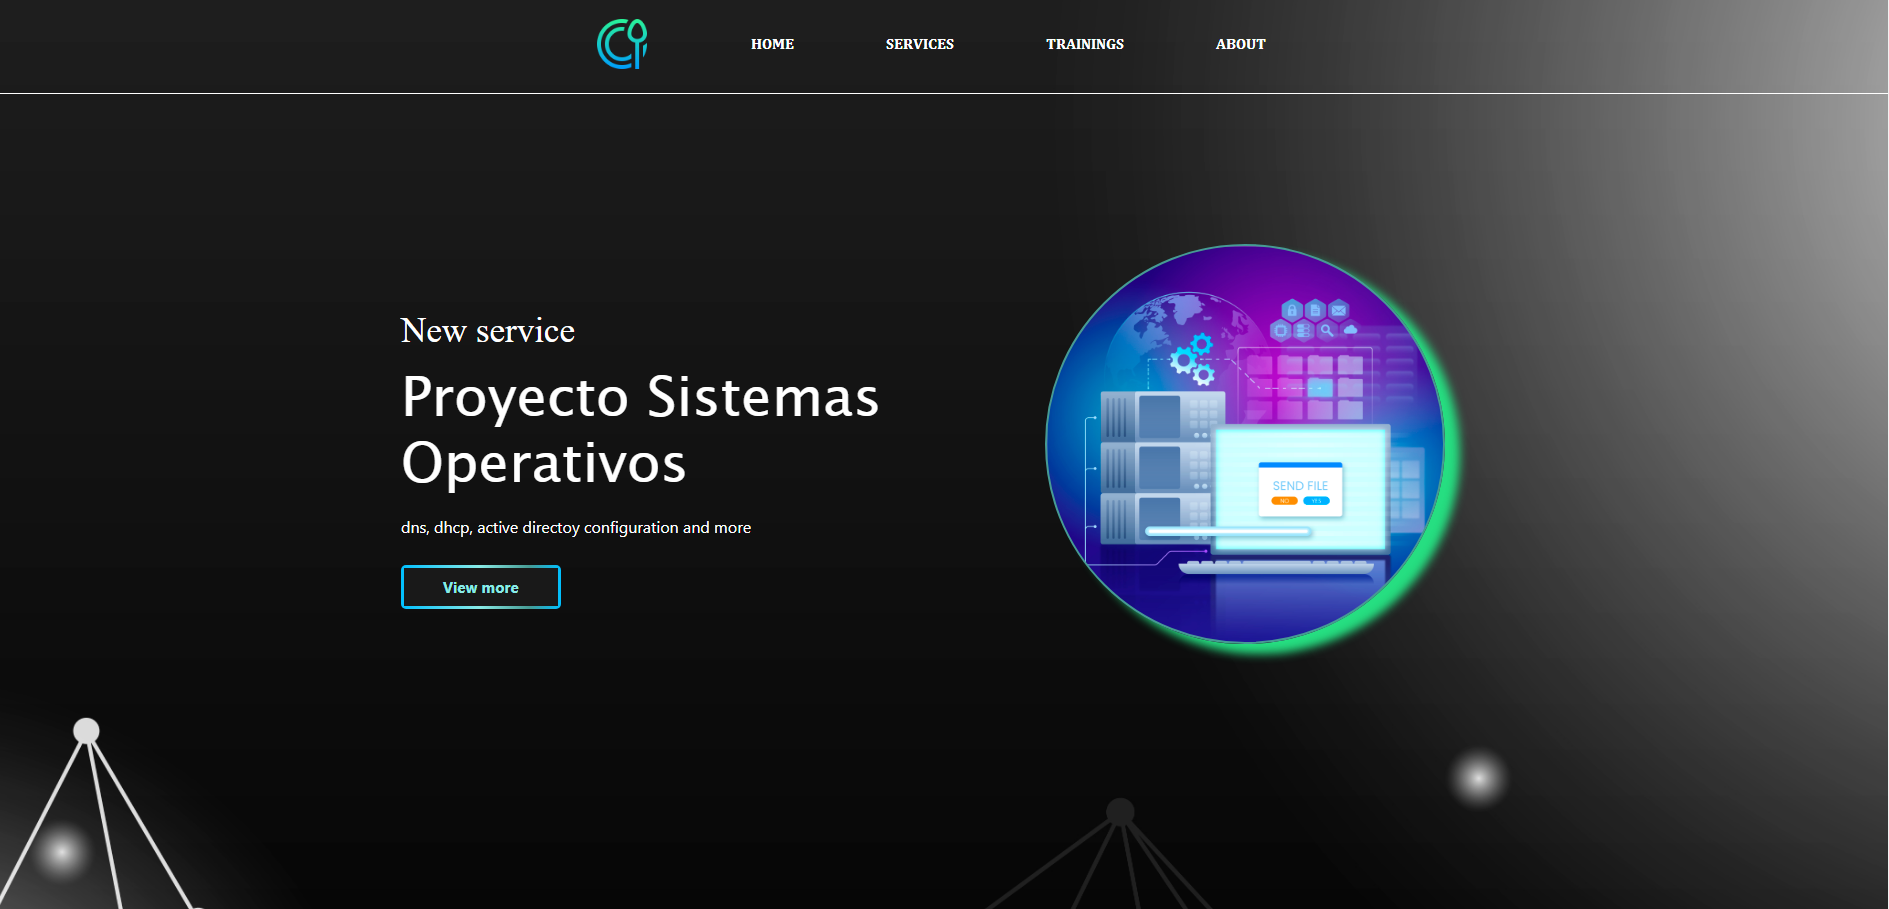 HOME SERVICES TRAININGS ABOUT
New service
Proyecto Sistemas
Operativos
dns, dhcp, active directoy configuration and more
View more
SEND FILE
NO YES